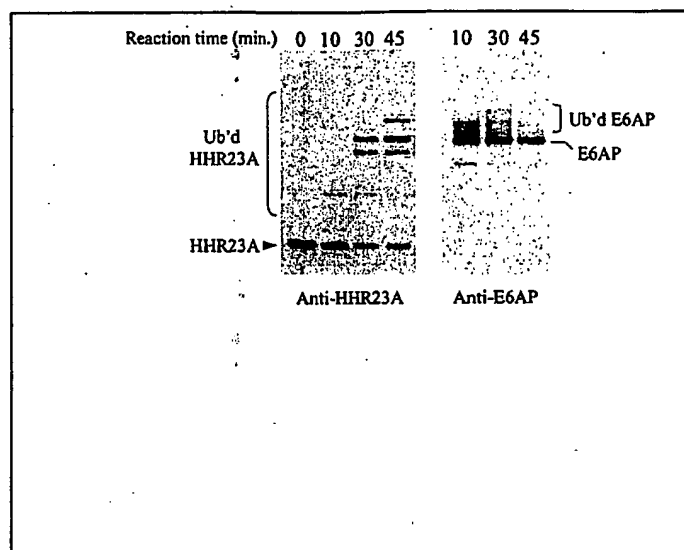 Reaction time (min.) 0 10 30 45 10 30 45
Ub'd
HHR23A
Ub'd E6AP
E6AP
HHR23A
Anti-HHR23A Anti-E6AP